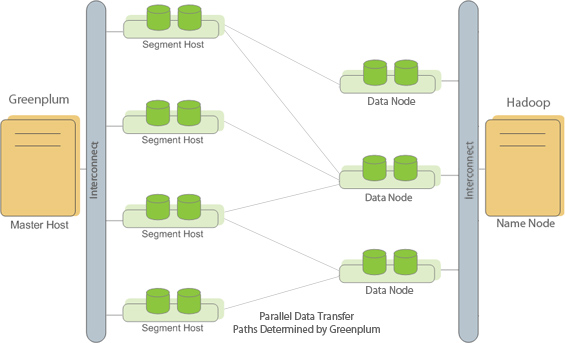 Greenplum
Master Host
Interconnect
Segment Host
Segment Host
Segment Host
Segment Host
Data Node
Data Node
Data Node
Interconnect
Hadoop
Name Node
Parallel Data Transfer
Paths Determined by Greenplum